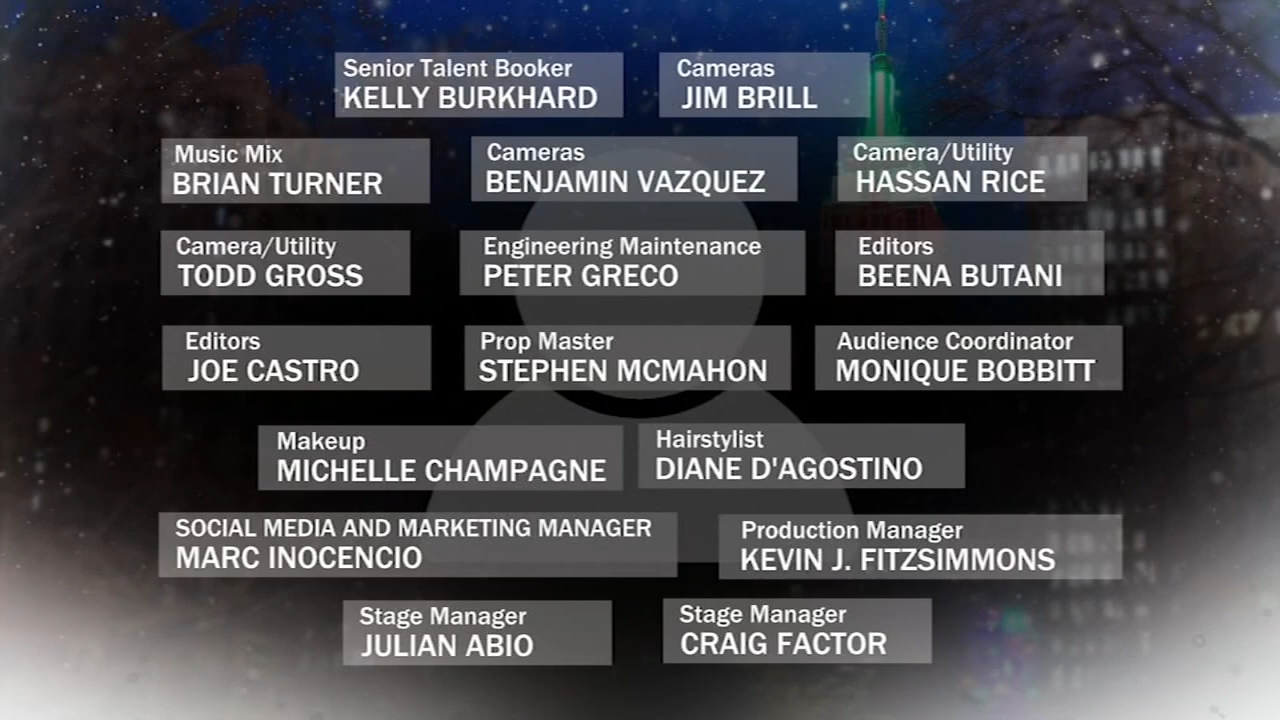 Senior Talent Booker
KELLY BURKHARD
Cameras
JIM BRILL
Music Mix
BRIAN TURNER
Cameras
BENJAMIN VAZQUEZ
Camera/Utility
HASSAN RICE
Camera/Utility
TODD GROSS
Engineering Maintenance
PETER GRECO
Editors
BEENA BUTANI
Editors
JOE CASTRO
Prop Master
STEPHEN MCMAHON
Audience Coordinator
MONIQUE BOBBITT
Makeup
MICHELLE CHAMPAGNE
Hairstylist
DIANE D'AGOSTINO
SOCIAL MEDIA AND MARKETING MANAGER
MARC INOCENCIO
Production Manager
KEVIN J. FITZSIMMONS
Stage Manager
JULIAN ABIO
Stage Manager
CRAIG FACTOR